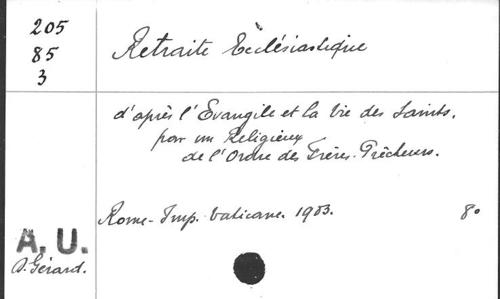 205
85
3
Retraite Ecclésiastique
d'après l'Evangile et la Vie des Saints.
par un Religieux
de l'Ordre des Frères-Prêcheurs.
Rome-Imp. Vaticane. 1903. 8º
A. U.
D. Gérard.